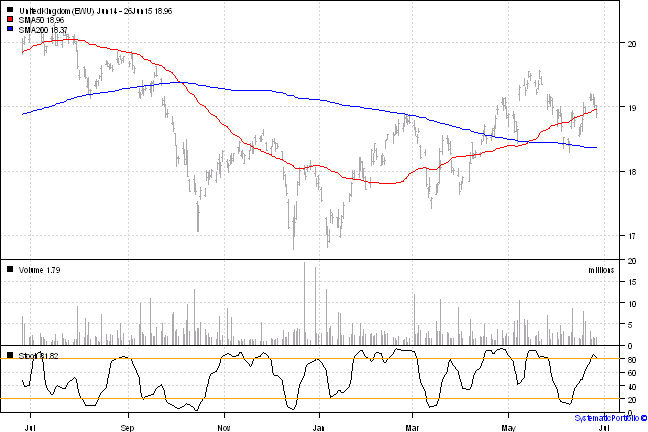 UnitedKingdom (EWU) Jun14 - 26Jun15 18.96
SMA50 18.96
SMA200 18.37
20
19
18
17
Volume 1.79
millions
20
15
10
5
0
Stoch 81.82
80
60
40
20
0
Jul
Sep
Nov
Jan
Mar
May
Jul
SystematicPortfolio ©